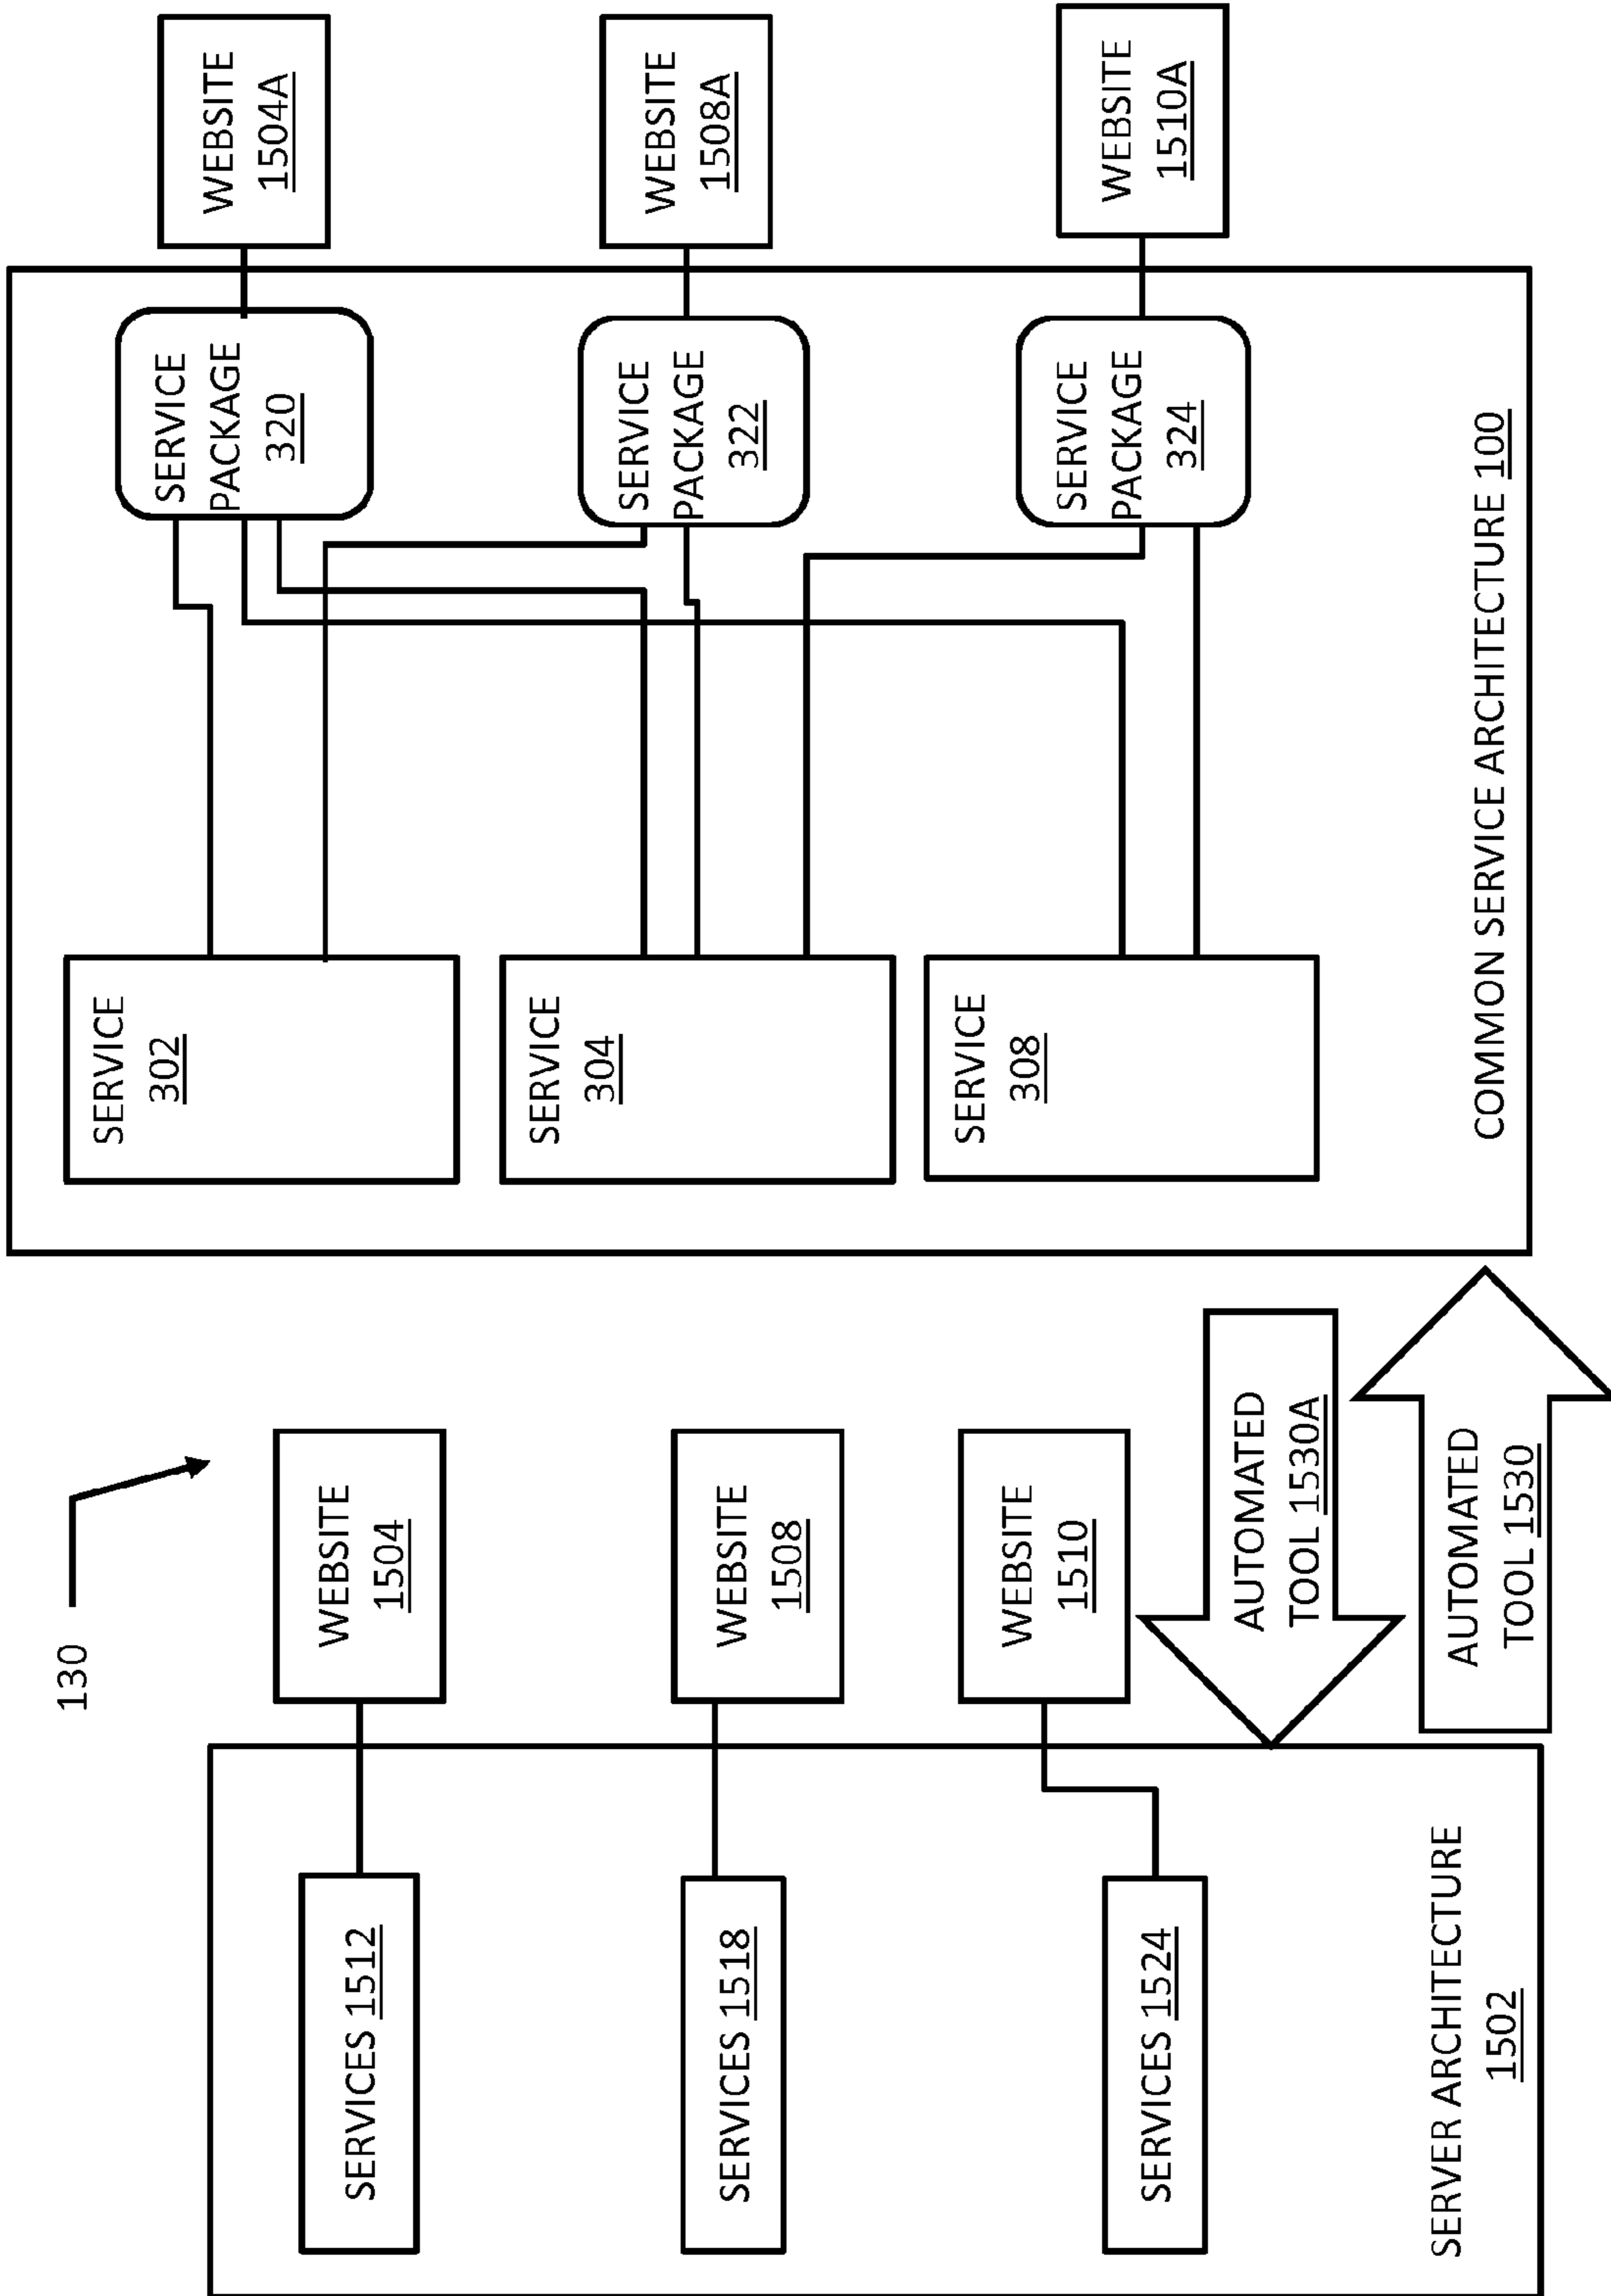 130
SERVICES 1512
WEBSITE
1504
SERVICES 1518
WEBSITE
1508
SERVICES 1524
WEBSITE
1510
SERVER ARCHITECTURE
1502
AUTOMATED
TOOL 1530A
AUTOMATED
TOOL 1530
SERVICE
302
SERVICE
304
SERVICE
308
SERVICE
PACKAGE
320
SERVICE
PACKAGE
322
SERVICE
PACKAGE
324
COMMON SERVICE ARCHITECTURE 100
WEBSITE
1504A
WEBSITE
1508A
WEBSITE
1510A